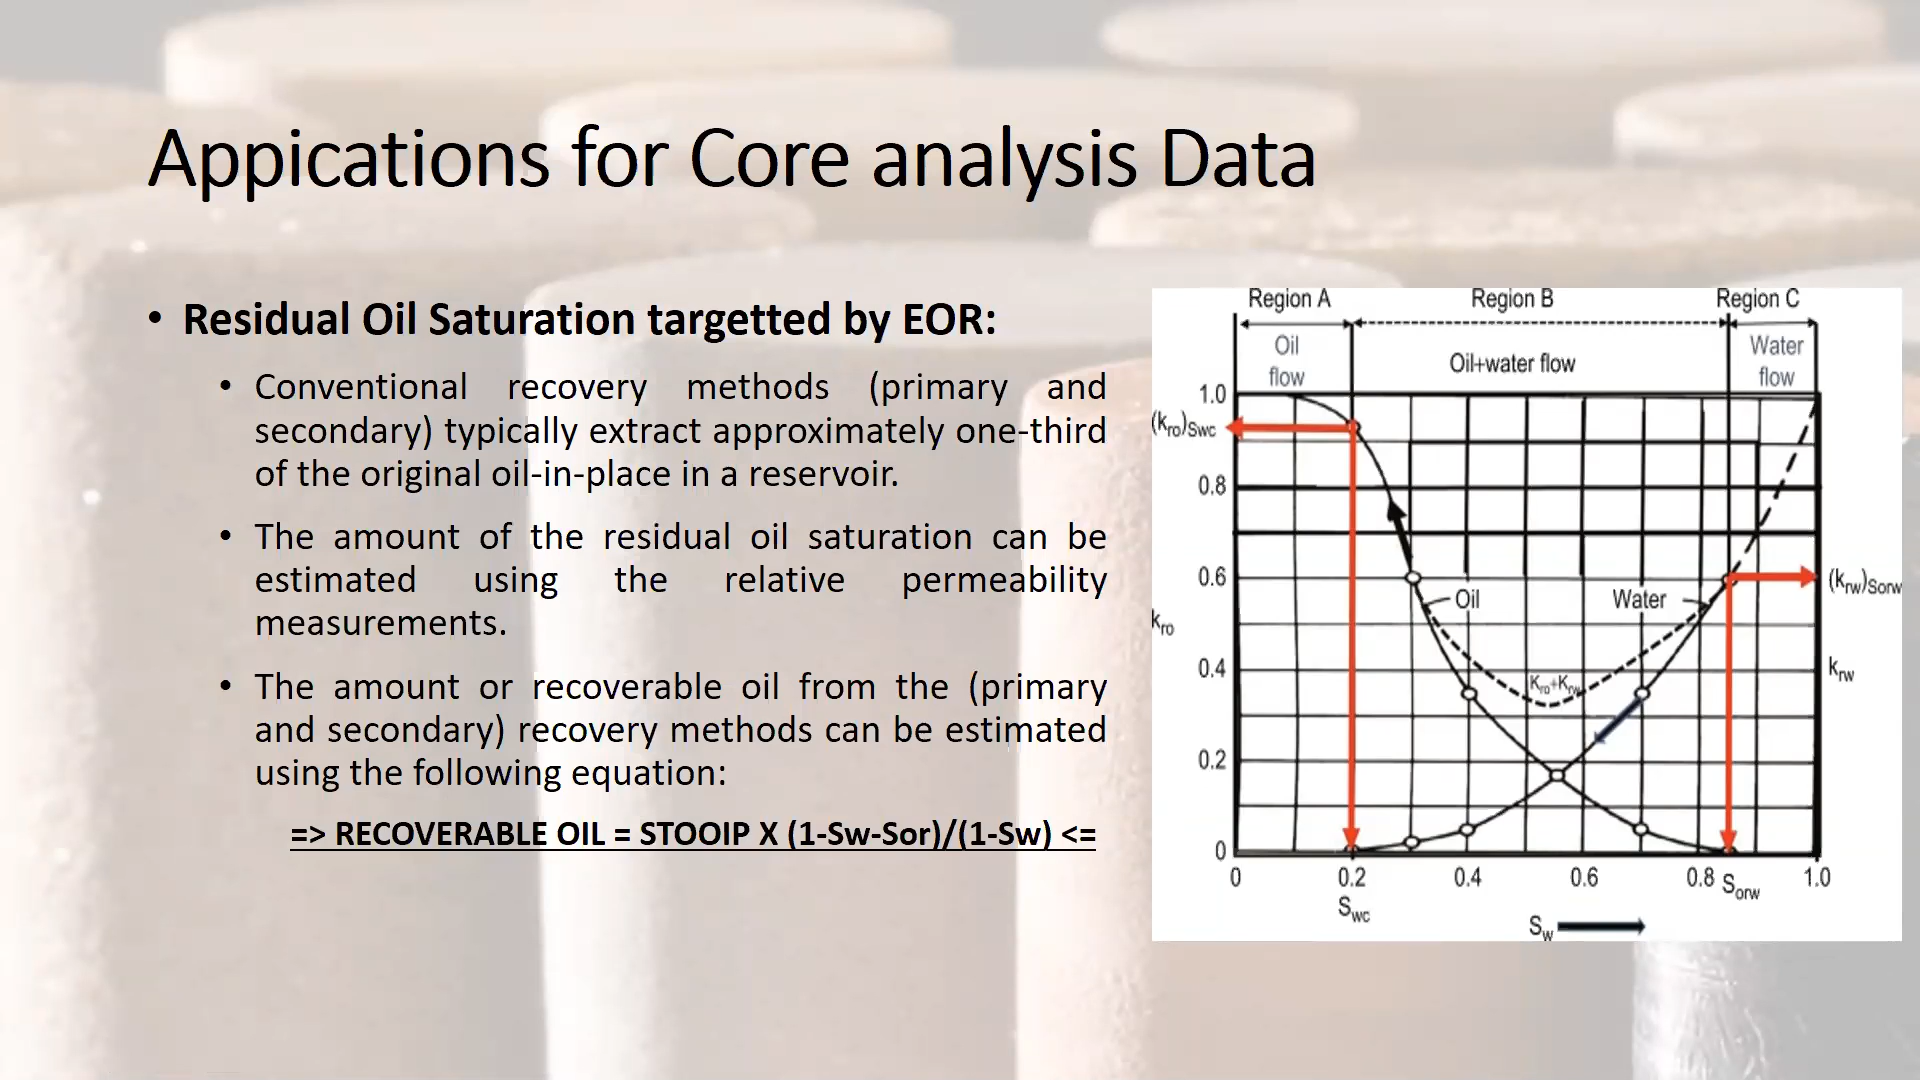 Appications for Core analysis Data
• Residual Oil Saturation targetted by EOR:
• Conventional recovery methods (primary and
secondary) typically extract approximately one-third
of the original oil-in-place in a reservoir.
• The amount of the residual oil saturation can be
estimated using the relative permeability
measurements.
• The amount or recoverable oil from the (primary
and secondary) recovery methods can be estimated
using the following equation:
=> RECOVERABLE OIL = STOOIP X (1-Sw-Sor)/(1-Sw) <=
Region A Region B Region C
Oil
flow
Oil+water flow
Water
flow
1.0
(kro)Swc
0.8
0.6
(krw)Sorw
Oil
Water
kro
0.4
Kro+Krw
krw
0.2
0
0 0.2 0.4 0.6 0.8 1.0
Swc
Sorw
Sw